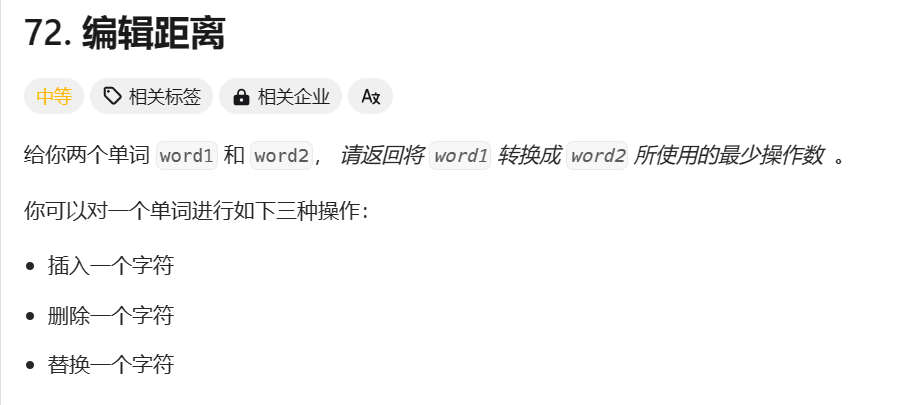 72. 编辑距离
中等 相关标签 相关企业 A文
给你两个单词 word1 和 word2， 请返回将 word1 转换成 word2 所使用的最少操作数 。
你可以对一个单词进行如下三种操作：
插入一个字符
删除一个字符
替换一个字符